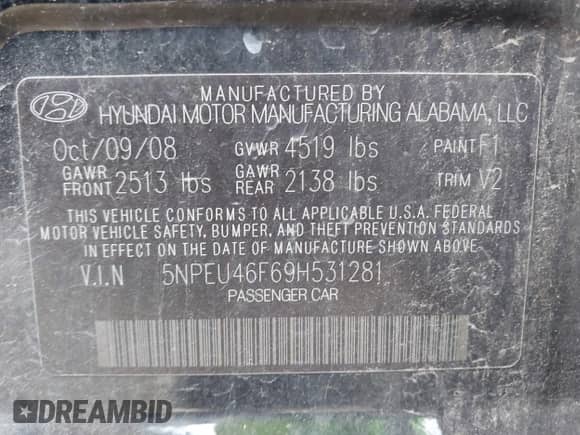 MANUFACTURED BY
HYUNDAI MOTOR MANUFACTURING ALABAMA, LLC
Oct/09/08 GVWR 4519 lbs PAINT F1
GAWR FRONT 2513 lbs GAWR REAR 2138 lbs TRIM V2
THIS VEHICLE CONFORMS TO ALL APPLICABLE U.S.A. FEDERAL
MOTOR VEHICLE SAFETY, BUMPER, AND THEFT PREVENTION STANDARDS
IN EFFECT ON THE DATE OF MANUFACTURE SHOWN ABOVE.
V.I.N 5NPEU46F69H531281
PASSENGER CAR
DREAMBID